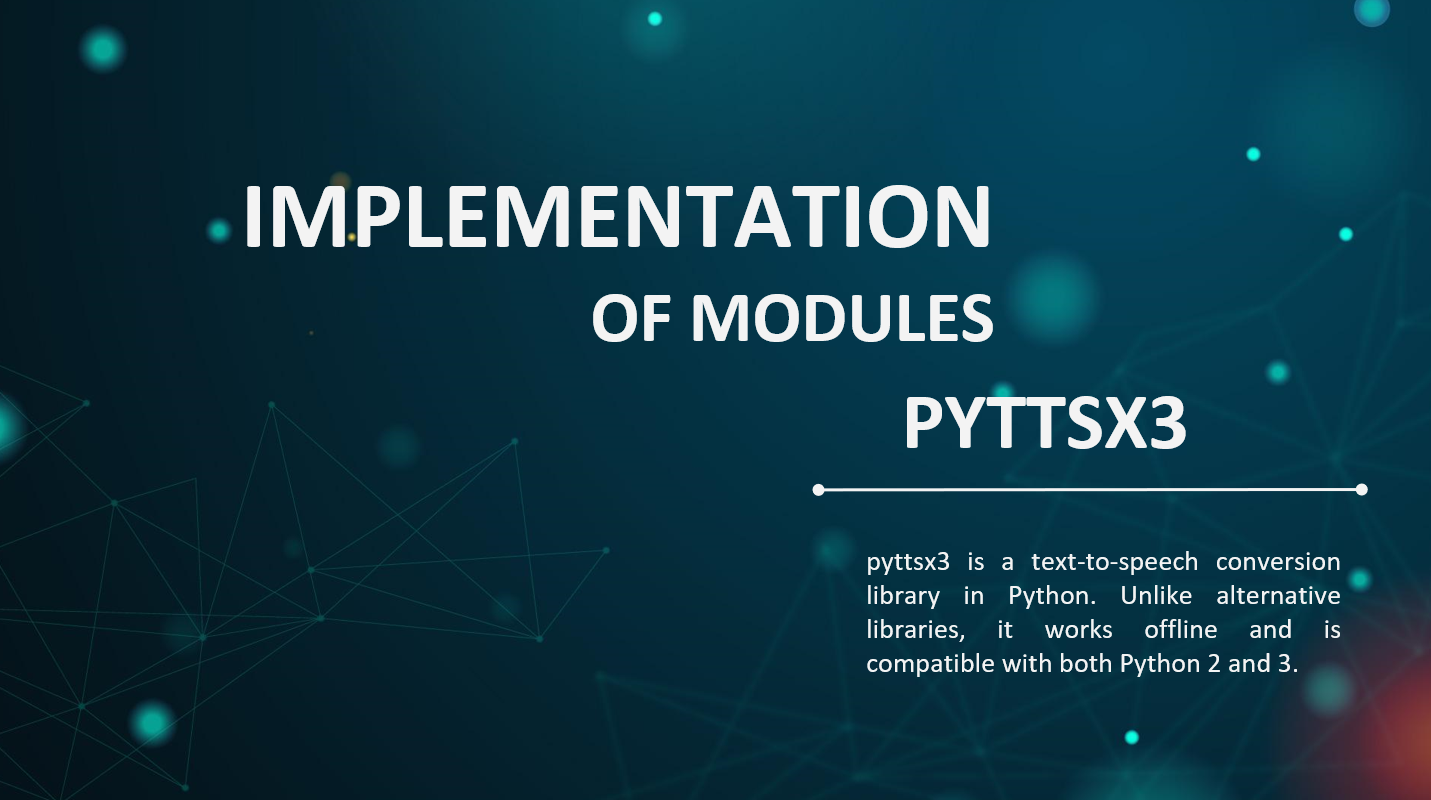 IMPLEMENTATION
OF MODULES
PYTTSX3
pyttsx3 is a text-to-speech conversion
library in Python. Unlike alternative
libraries, it works offline and is
compatible with both Python 2 and 3.